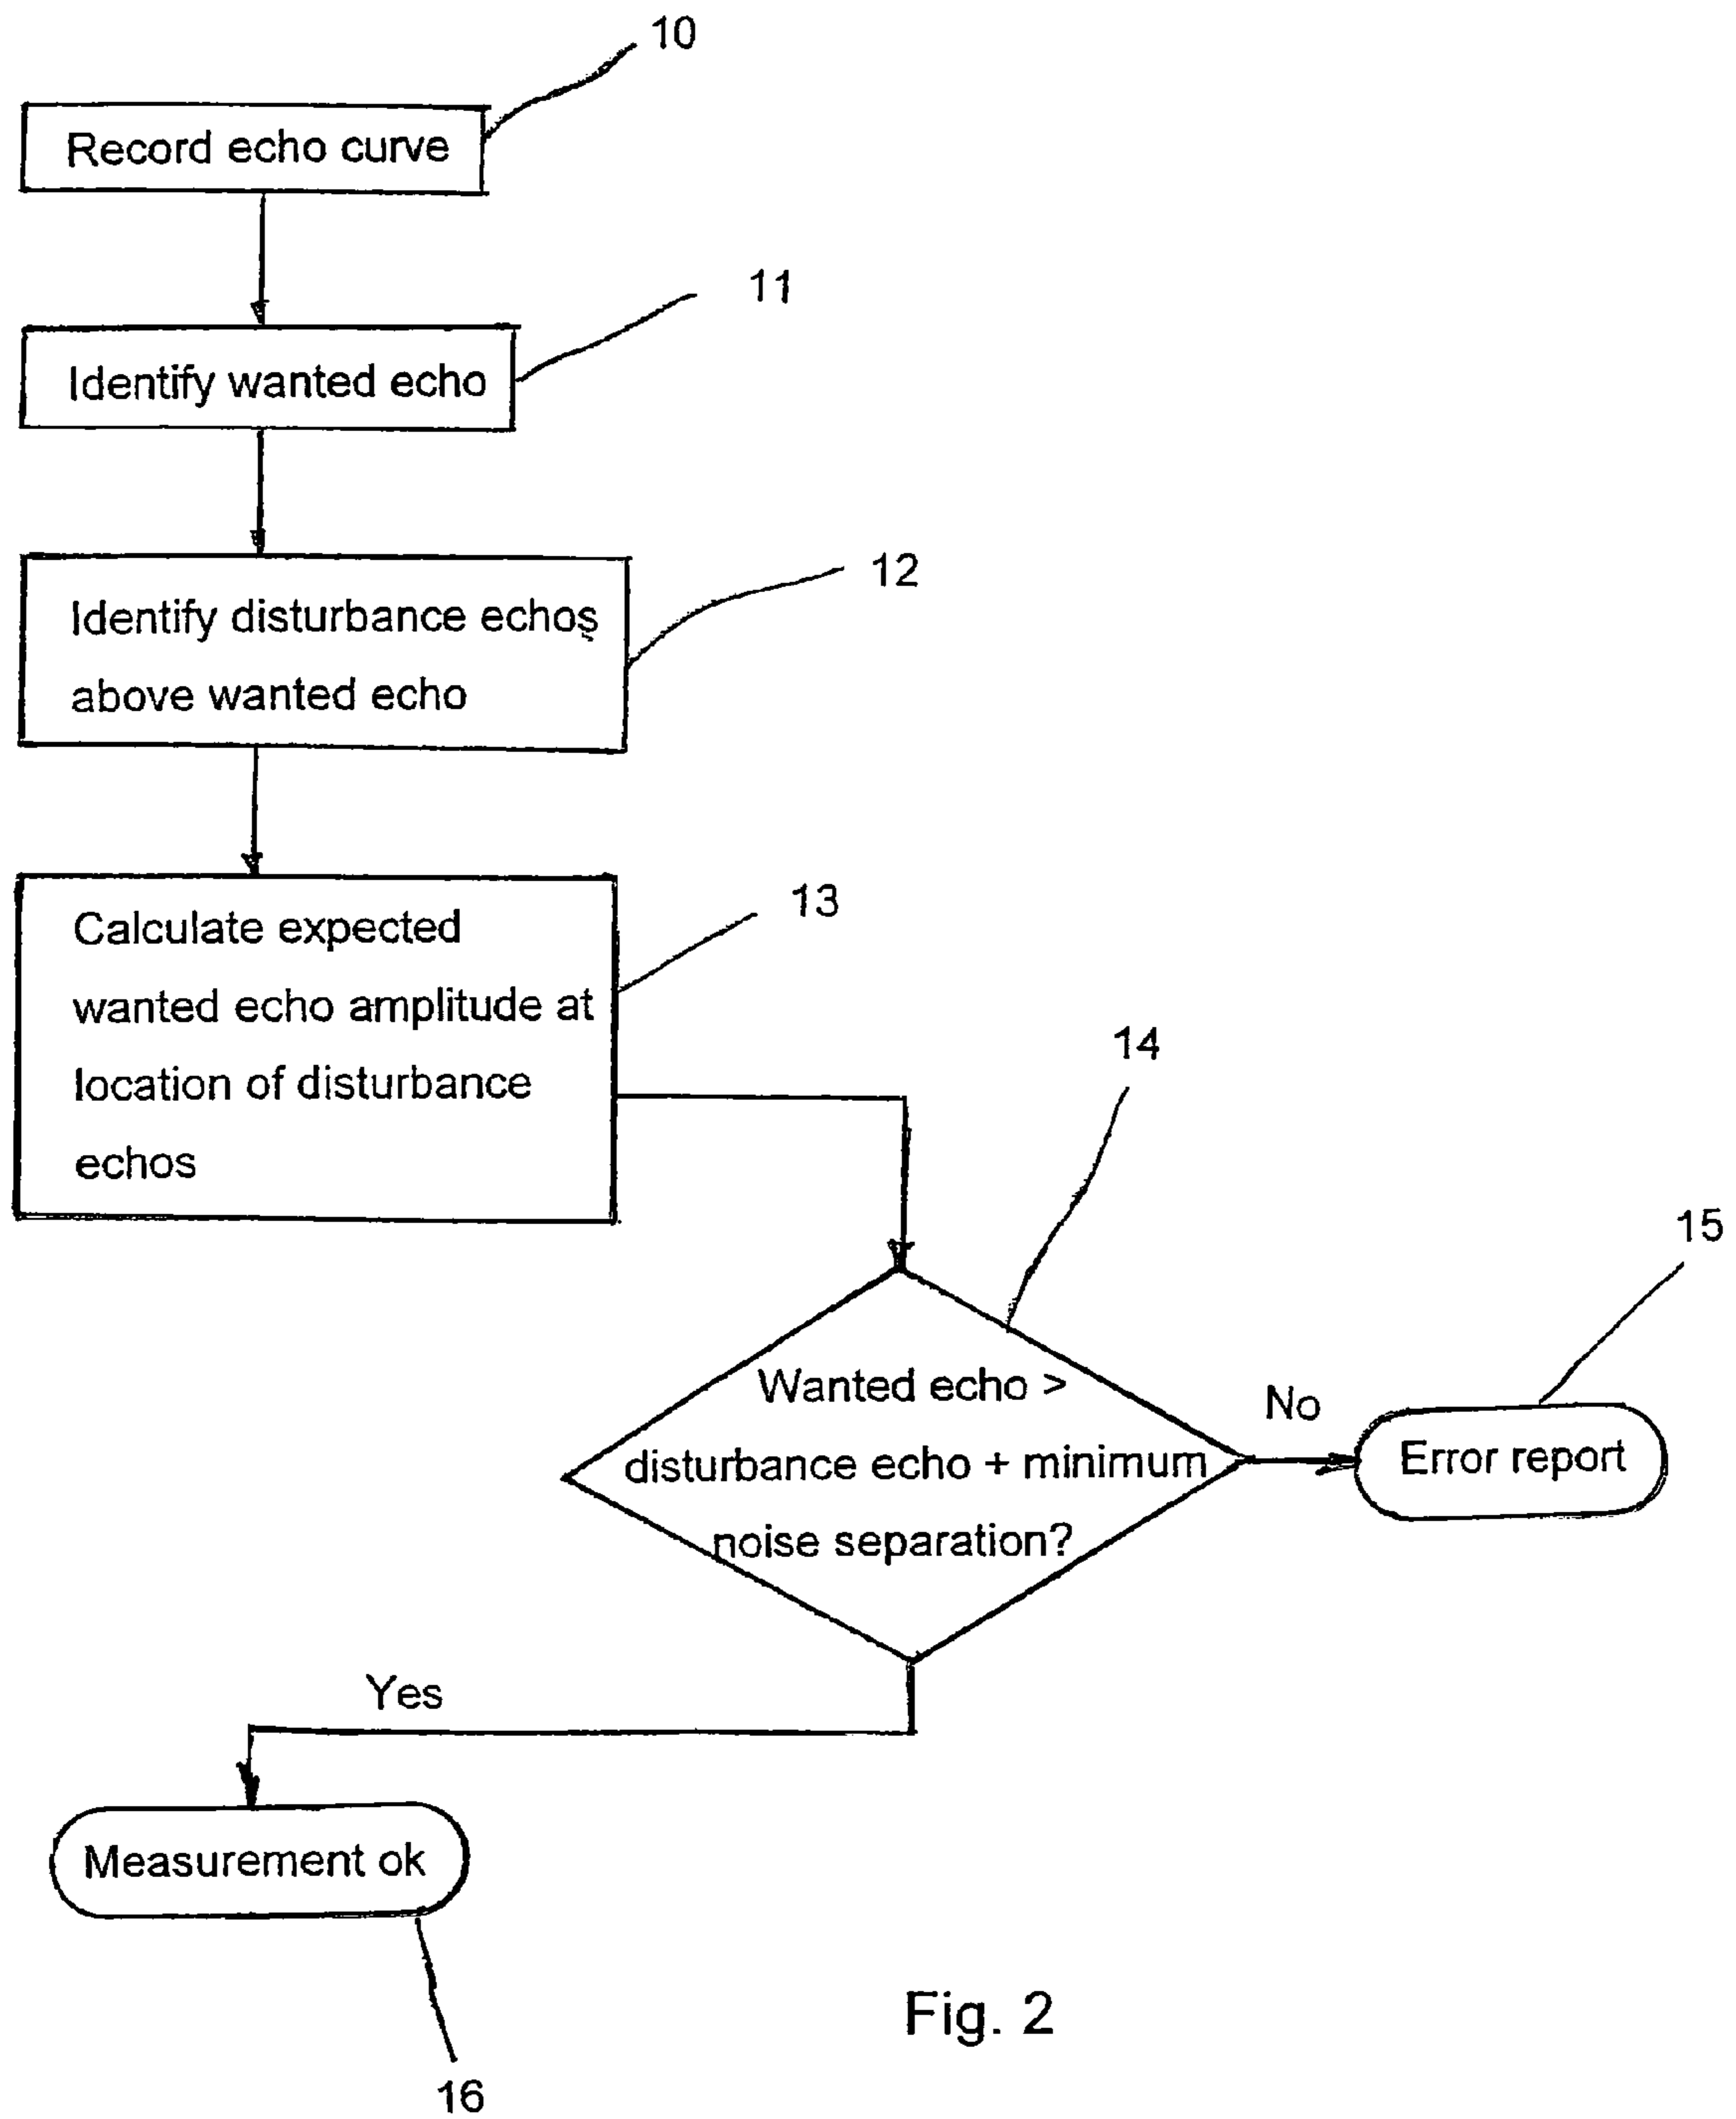 10
Record echo curve
11
Identify wanted echo
12
Identify disturbance echos
above wanted echo
13
Calculate expected
wanted echo amplitude at
location of disturbance
echos
14
15
Wanted echo >
disturbance echo + minimum
noise separation?
No
Error report
Yes
Measurement ok
16
Fig. 2